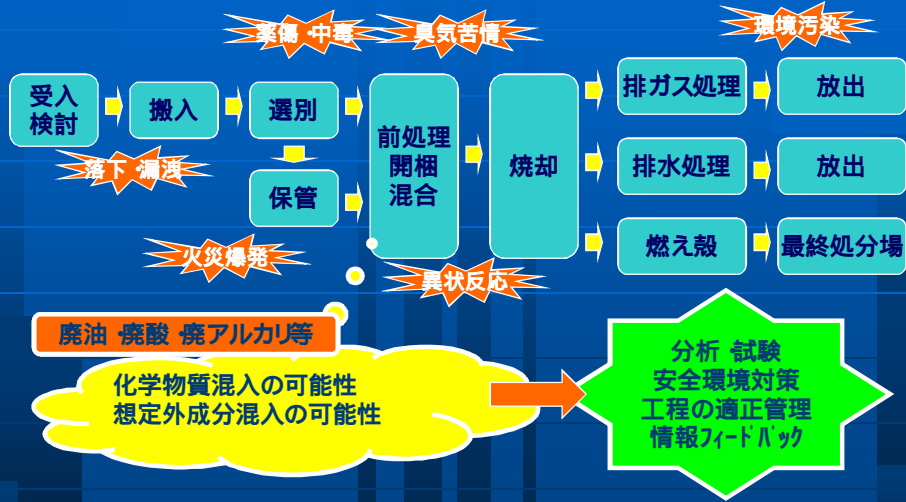 薬傷・中毒
臭気苦情
環境汚染
受入
検討
搬入
選別
前処理
開梱
混合
焼却
排ガス処理
放出
落下・漏洩
保管
排水処理
放出
火災爆発
異状反応
燃え殻
最終処分場
廃油・廃酸・廃アルカリ等
化学物質混入の可能性
想定外成分混入の可能性
分析・試験
安全環境対策
工程の適正管理
情報フィードバック